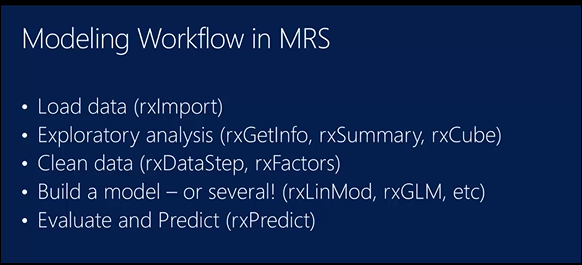 Modeling Workflow in MRS
• Load data (rxImport)
• Exploratory analysis (rxGetInfo, rxSummary, rxCube)
• Clean data (rxDataStep, rxFactors)
• Build a model – or several! (rxLinMod, rxGLM, etc)
• Evaluate and Predict (rxPredict)